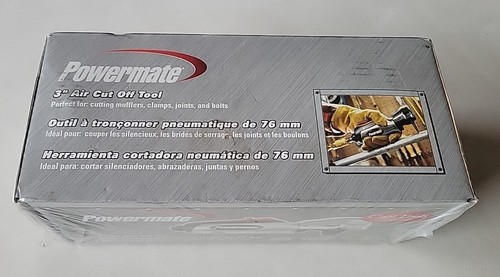 Powermate
3" Air Cut Off Tool
Perfect for: cutting mufflers, clamps, joints, and bolts
Outil à tronçonner pneumatique de 76 mm
Idéal pour: couper les silencieux, les brides de serrage, les joints et les boulons
Herramienta cortadora neumática de 76 mm
Ideal para: cortar silenciadores, abrazaderas, juntas y pernos
Powermate